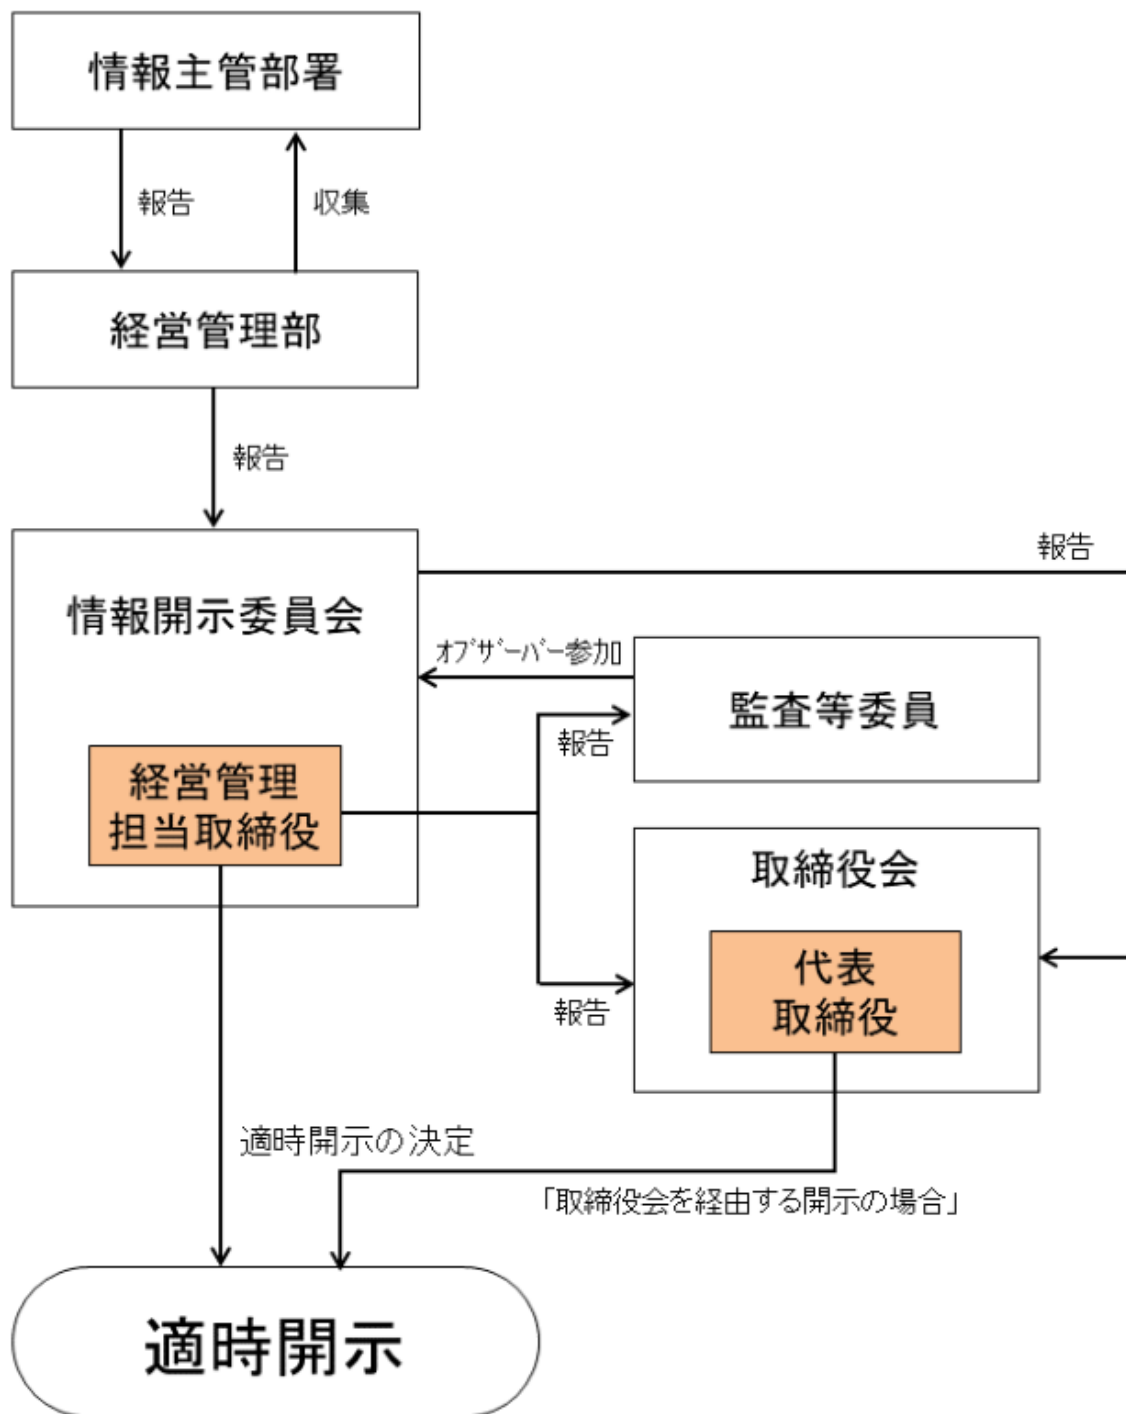 情報主管部署
報告
収集
経営管理部
報告
報告
情報開示委員会
オブザーバー参加
監査等委員
報告
経営管理
担当取締役
取締役会
代表
取締役
報告
適時開示の決定
「取締役会を経由する開示の場合」
適時開示